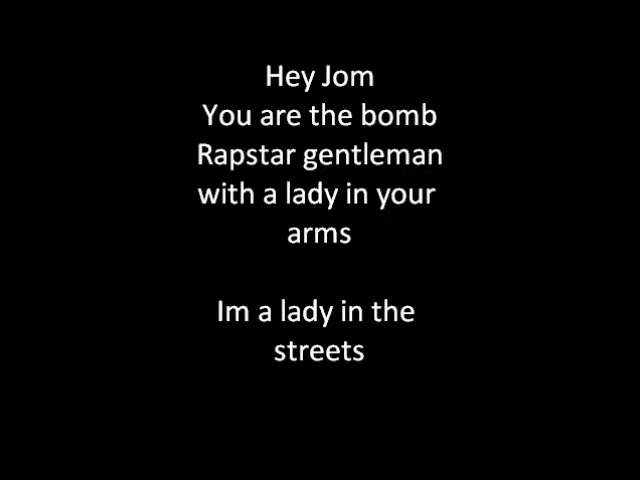 Hey Jom
You are the bomb
Rapstar gentleman
with a lady in your
arms
Im a lady in the
streets